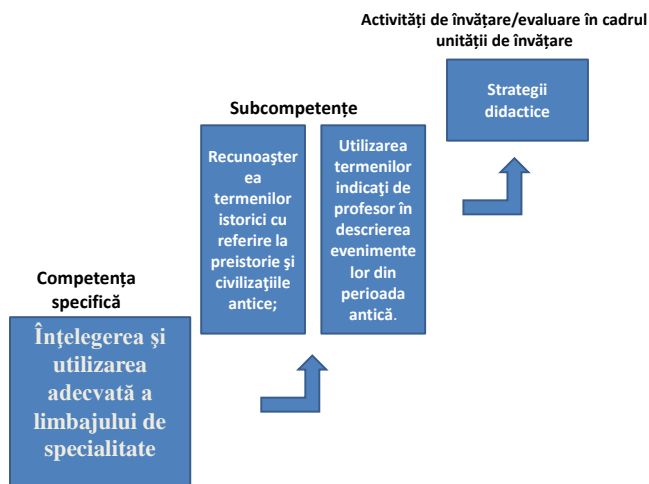 Activități de învățare/evaluare în cadrul
unității de învățare
Strategii
didactice
Subcompetențe
Recunoaşter
ea
termenilor
istorici cu
referire la
preistorie şi
civilizaţiile
antice;
Utilizarea
termenilor
indicaţi de
profesor în
descrierea
evenimente
lor din
perioada
antică.
Competența
specifică
Înţelegerea şi
utilizarea
adecvată a
limbajului de
specialitate